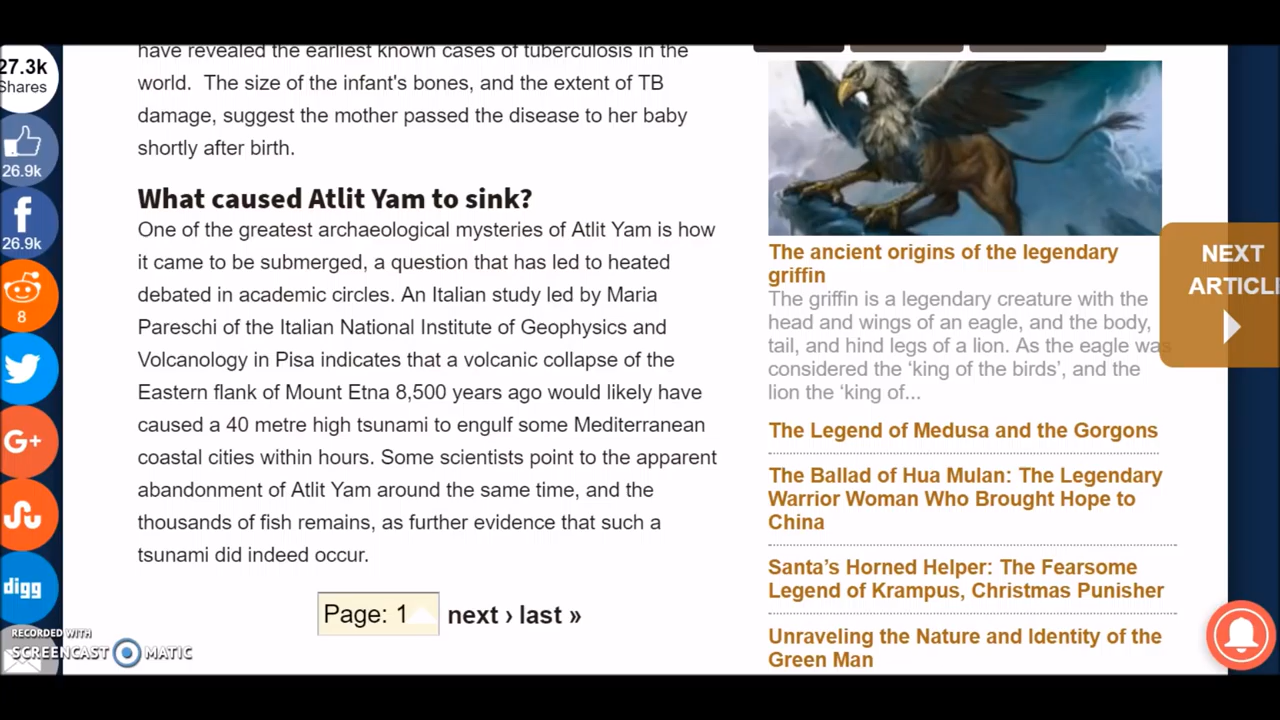 27.3k
Shares
26.9k
26.9k
8
G+
digg
have revealed the earliest known cases of tuberculosis in the
world. The size of the infant's bones, and the extent of TB
damage, suggest the mother passed the disease to her baby
shortly after birth.
What caused Atlit Yam to sink?
One of the greatest archaeological mysteries of Atlit Yam is how
it came to be submerged, a question that has led to heated
debated in academic circles. An Italian study led by Maria
Pareschi of the Italian National Institute of Geophysics and
Volcanology in Pisa indicates that a volcanic collapse of the
Eastern flank of Mount Etna 8,500 years ago would likely have
caused a 40 metre high tsunami to engulf some Mediterranean
coastal cities within hours. Some scientists point to the apparent
abandonment of Atlit Yam around the same time, and the
thousands of fish remains, as further evidence that such a
tsunami did indeed occur.
Page: 1 next › last »
The ancient origins of the legendary
griffin
The griffin is a legendary creature with the
head and wings of an eagle, and the body,
tail, and hind legs of a lion. As the eagle was
considered the ‘king of the birds’, and the
lion the ‘king of...
The Legend of Medusa and the Gorgons
The Ballad of Hua Mulan: The Legendary
Warrior Woman Who Brought Hope to
China
Santa’s Horned Helper: The Fearsome
Legend of Krampus, Christmas Punisher
Unraveling the Nature and Identity of the
Green Man
NEXT
ARTICL
RECORDED WITH
SCREENCAST MATIC